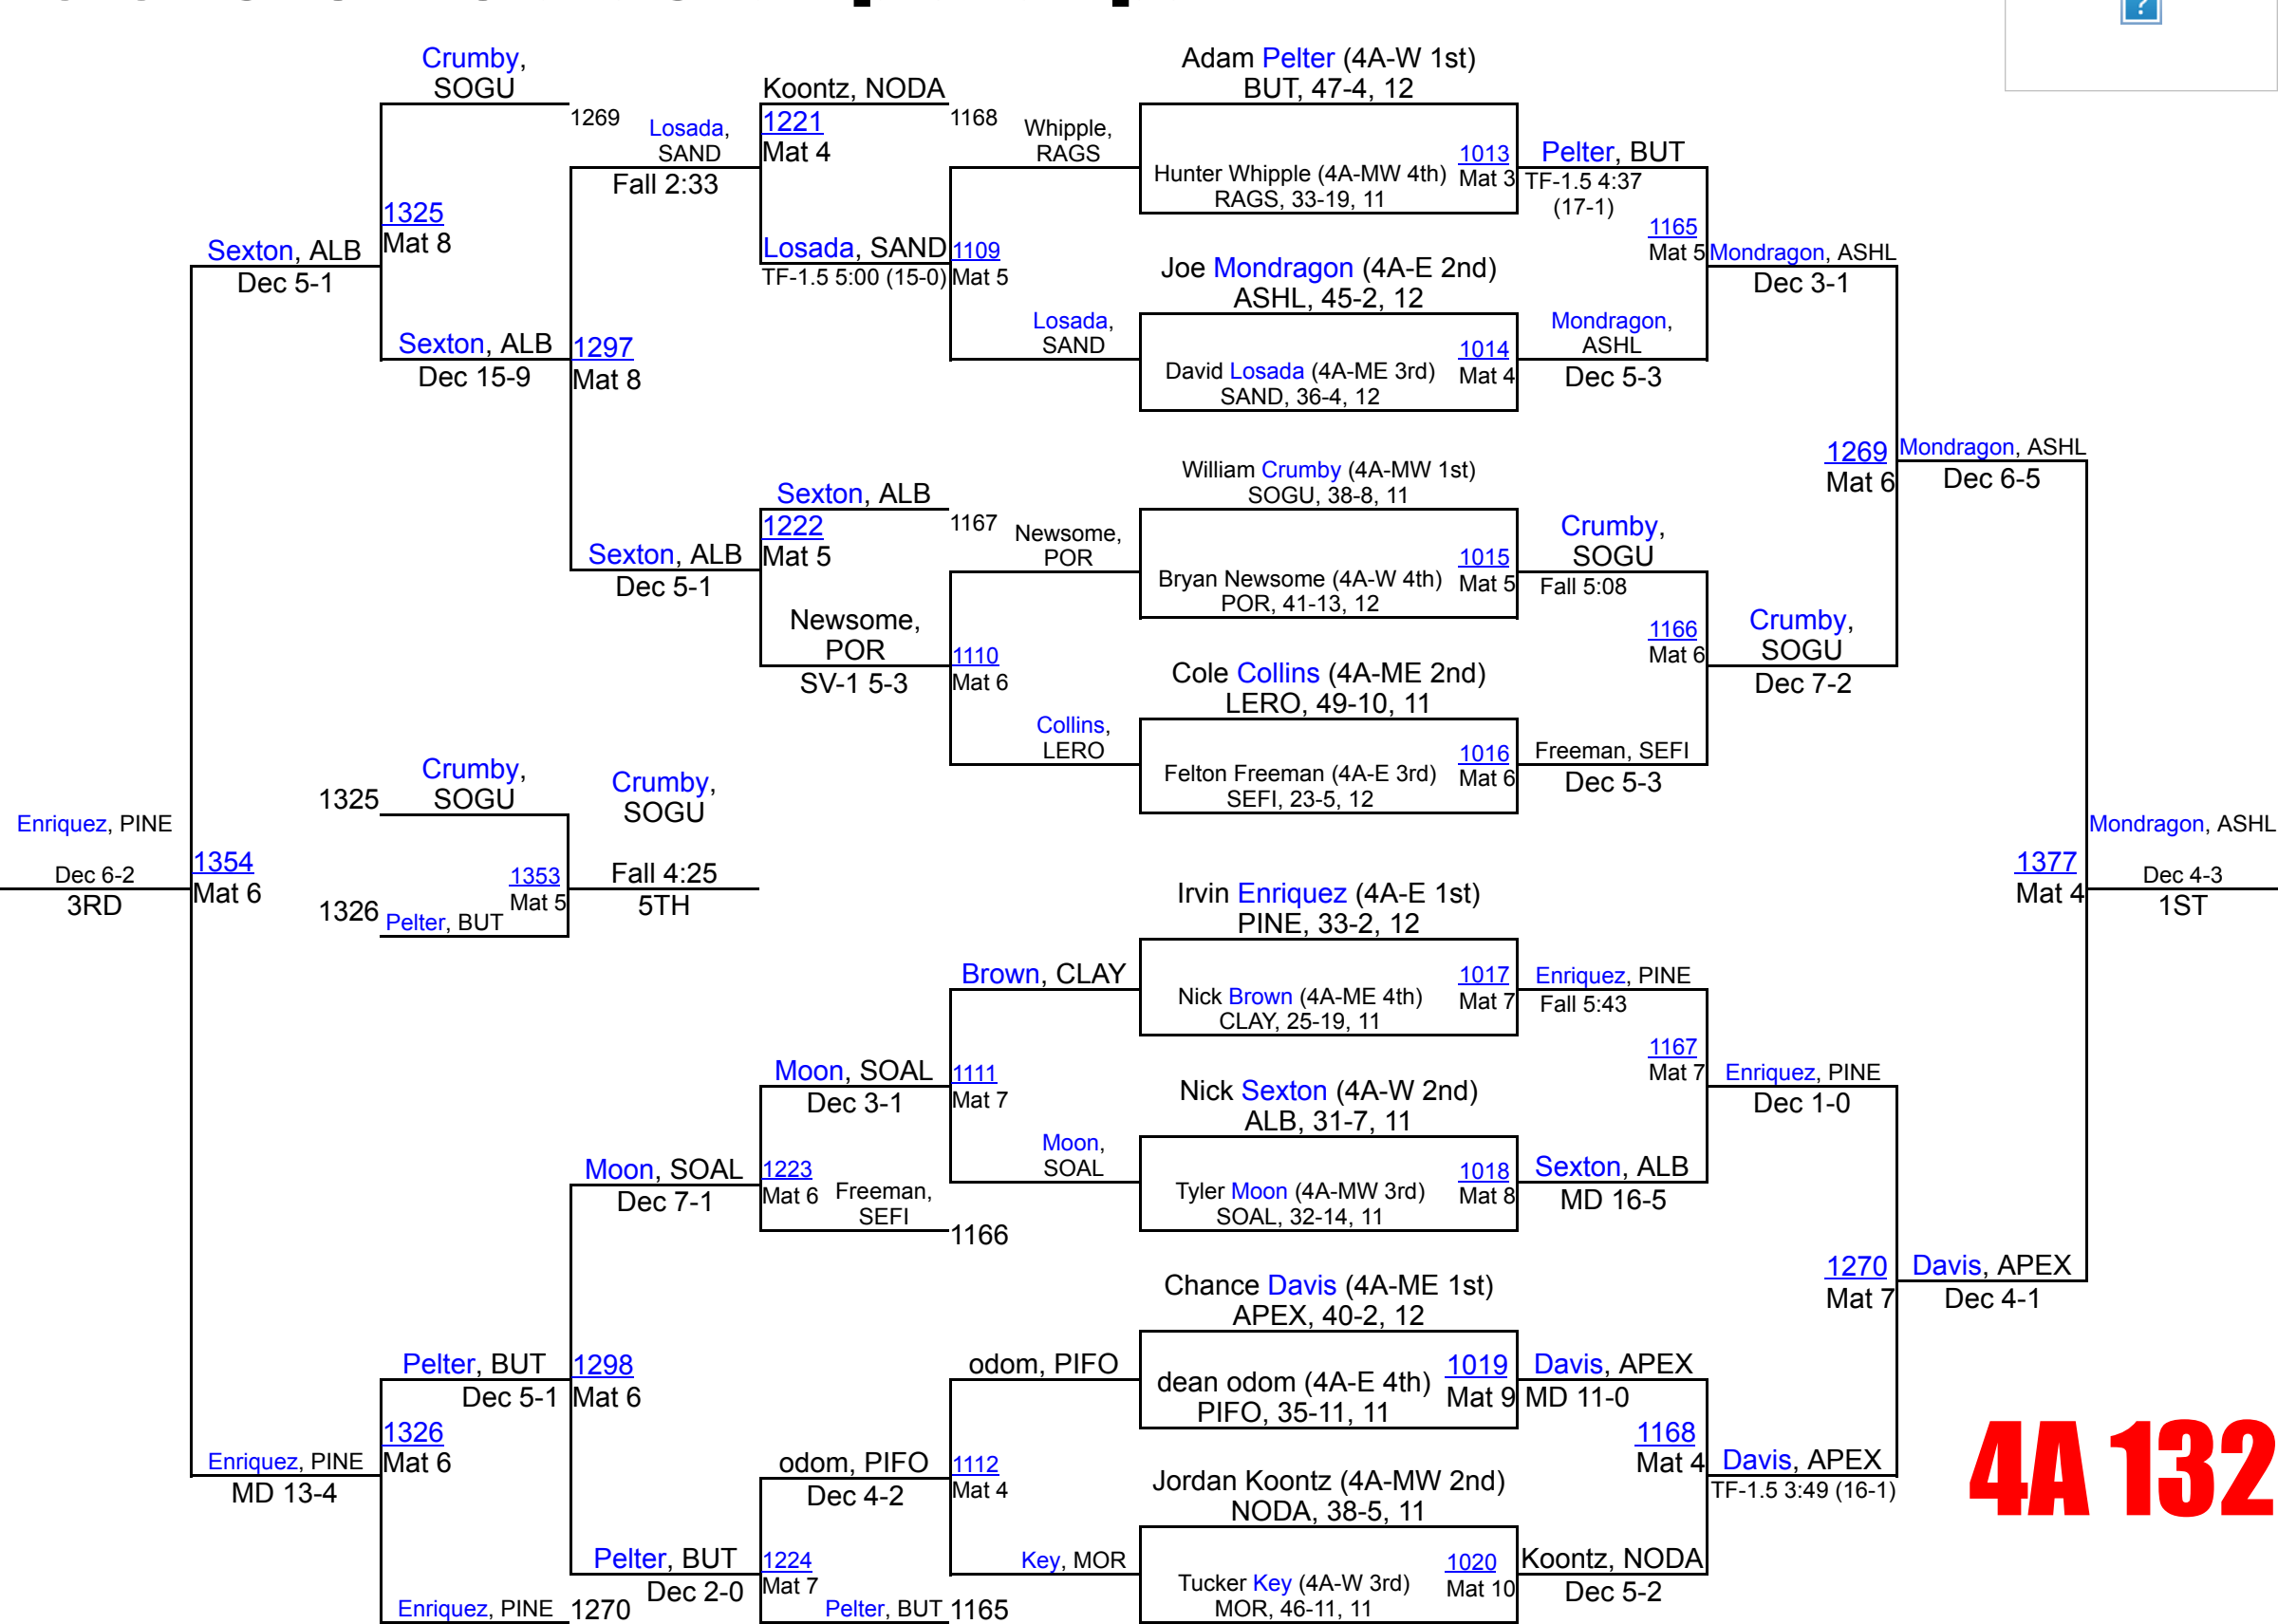 Crumby,
SOGU
1269
1325
Mat 8
Sexton, ALB
Dec 5-1
Sexton, ALB
Dec 15-9
Losada,
SAND
Fall 2:33
1297
Mat 8
Koontz, NODA
1221
Mat 4
1168
Losada, SAND
TF-1.5 5:00 (15-0)
1109
Mat 5
Whipple,
RAGS
Losada,
SAND
Adam Pelter (4A-W 1st)
BUT, 47-4, 12
Hunter Whipple (4A-MW 4th)
RAGS, 33-19, 11
1013
Mat 3
Pelter, BUT
TF-1.5 4:37
(17-1)
1165
Mat 5
Mondragon, ASHL
Dec 3-1
Joe Mondragon (4A-E 2nd)
ASHL, 45-2, 12
David Losada (4A-ME 3rd)
SAND, 36-4, 12
1014
Mat 4
Mondragon,
ASHL
Dec 5-3
1269
Mat 6
Mondragon, ASHL
Dec 6-5
Sexton, ALB
Dec 5-1
Sexton, ALB
1222
Mat 5
1167
Newsome,
POR
SV-1 5-3
1110
Mat 6
Newsome,
POR
Collins,
LERO
William Crumby (4A-MW 1st)
SOGU, 38-8, 11
Bryan Newsome (4A-W 4th)
POR, 41-13, 12
1015
Mat 5
Crumby,
SOGU
Fall 5:08
1166
Mat 6
Crumby,
SOGU
Dec 7-2
Cole Collins (4A-ME 2nd)
LERO, 49-10, 11
Felton Freeman (4A-E 3rd)
SEFI, 23-5, 12
1016
Mat 6
Freeman, SEFI
Dec 5-3
Enriquez, PINE
Dec 6-2
3RD
1354
Mat 6
1325
Crumby,
SOGU
1326
Pelter, BUT
1353
Mat 5
Crumby,
SOGU
Fall 4:25
5TH
1377
Mat 4
Mondragon, ASHL
Dec 4-3
1ST
Irvin Enriquez (4A-E 1st)
PINE, 33-2, 12
Nick Brown (4A-ME 4th)
CLAY, 25-19, 11
1017
Mat 7
Enriquez, PINE
Fall 5:43
Brown, CLAY
Moon, SOAL
Dec 3-1
1111
Mat 7
Moon,
SOAL
1167
Mat 7
Enriquez, PINE
Dec 1-0
Nick Sexton (4A-W 2nd)
ALB, 31-7, 11
Tyler Moon (4A-MW 3rd)
SOAL, 32-14, 11
1018
Mat 8
Sexton, ALB
MD 16-5
Moon, SOAL
Dec 7-1
1223
Mat 6
Freeman,
SEFI
1166
1270
Mat 7
Davis, APEX
Dec 4-1
Chance Davis (4A-ME 1st)
APEX, 40-2, 12
dean odom (4A-E 4th)
PIFO, 35-11, 11
1019
Mat 9
Davis, APEX
MD 11-0
Pelter, BUT
Dec 5-1
1298
Mat 6
odom, PIFO
odom, PIFO
Dec 4-2
1112
Mat 4
1326
Mat 6
Enriquez, PINE
MD 13-4
1168
Mat 4
Davis, APEX
TF-1.5 3:49 (16-1)
Jordan Koontz (4A-MW 2nd)
NODA, 38-5, 11
Tucker Key (4A-W 3rd)
MOR, 46-11, 11
1020
Mat 10
Koontz, NODA
Dec 5-2
Key, MOR
Pelter, BUT
Dec 2-0
1224
Mat 7
Pelter, BUT
1165
Enriquez, PINE
1270
4A 132